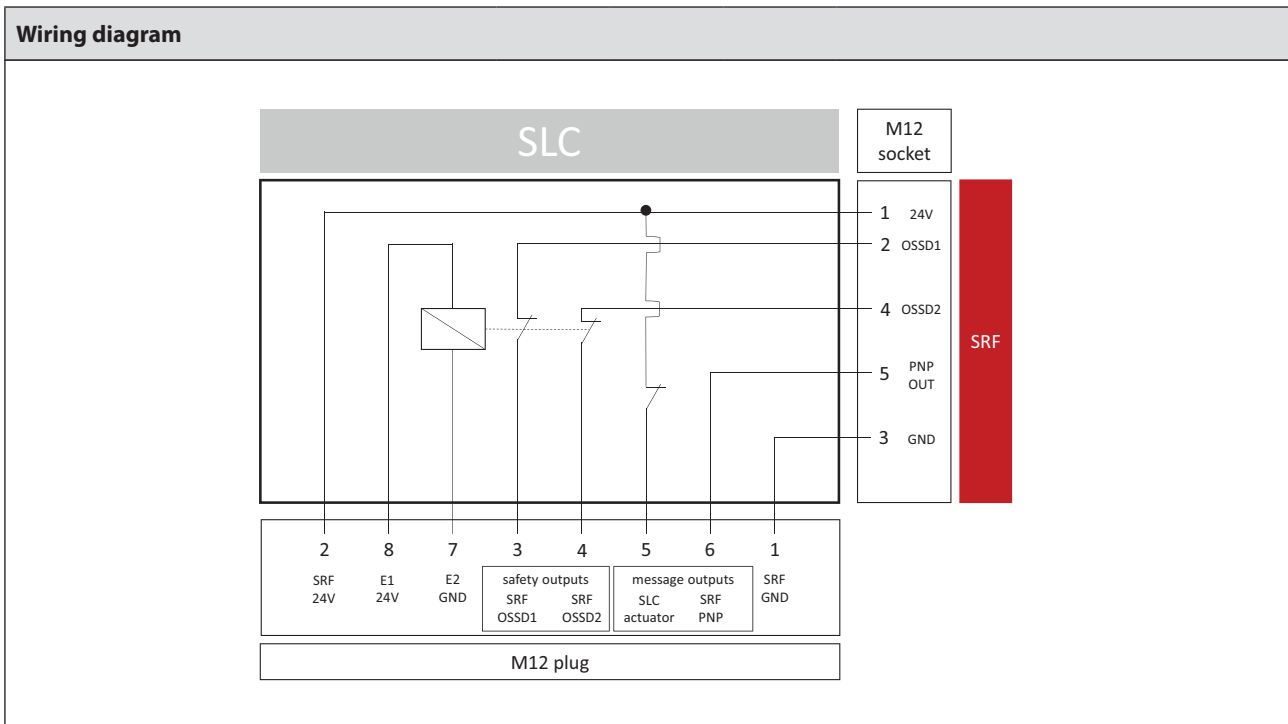 Wiring diagram
SLC
M12
socket
1 24V
2 OSSD1
4 OSSD2
SRF
5 PNP
OUT
3 GND
2 8 7 3 4 5 6 1
SRF E1 E2 safety outputs message outputs SRF
24V 24V GND SRF SRF SLC SRF GND
OSSD1 OSSD2 actuator PNP
M12 plug